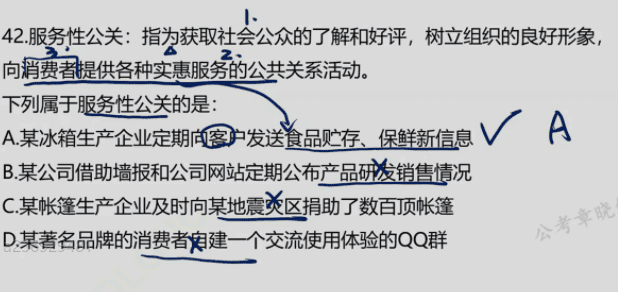 1.
42.服务性公关：指为获取社会公众的了解和好评，树立组织的良好形象，
3. 2.
向消费者提供各种实惠服务的公共关系活动。
下列属于服务性公关的是：
A.某冰箱生产企业定期向客户发送食品贮存、保鲜新信息 A
B.某公司借助墙报和公司网站定期公布产品研发销售情况
C.某帐篷生产企业及时向某地震灾区捐助了数百顶帐篷
D.某著名品牌的消费者自建一个交流使用体验的QQ群
公考章晓